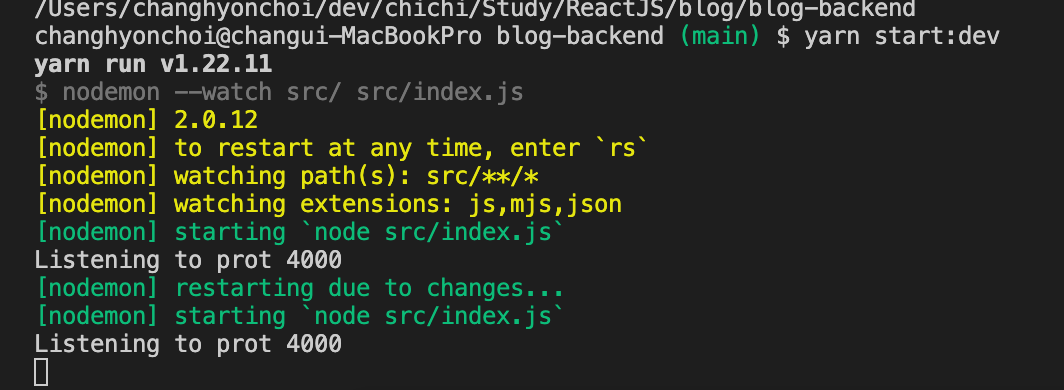 /Users/changhyonchoi/dev/chichi/Study/ReactJS/blog/blog-backend
changhyonchoi@changui-MacBookPro blog-backend (main) $ yarn start:dev
yarn run v1.22.11
$ nodemon --watch src/ src/index.js
[nodemon] 2.0.12
[nodemon] to restart at any time, enter `rs`
[nodemon] watching path(s): src/**/*
[nodemon] watching extensions: js,mjs,json
[nodemon] starting `node src/index.js`
Listening to prot 4000
[nodemon] restarting due to changes...
[nodemon] starting `node src/index.js`
Listening to prot 4000